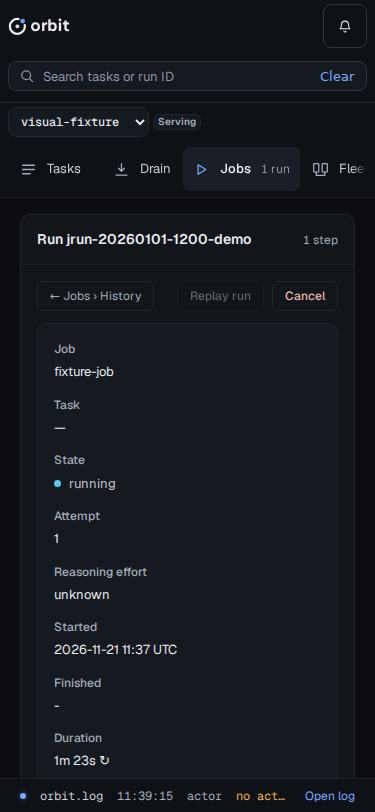 orbit
Search tasks or run ID Clear
visual-fixture Serving
Tasks Drain Jobs 1 run Flee
Run jrun-20260101-1200-demo 1 step
← Jobs › History Replay run Cancel
Job
fixture-job
Task
—
State
running
Attempt
1
Reasoning effort
unknown
Started
2026-11-21 11:37 UTC
Finished
-
Duration
1m 23s ↻
orbit.log 11:39:15 actor no act… Open log